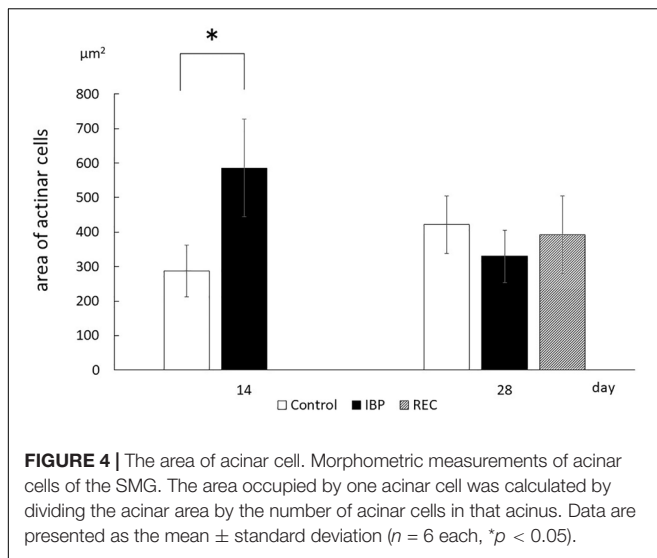 µm²
*
800
700
600
500
400
300
200
100
0
area of actinar cells
14
28
day
Control
IBP
REC
FIGURE 4 | The area of acinar cell. Morphometric measurements of acinar
cells of the SMG. The area occupied by one acinar cell was calculated by
dividing the acinar area by the number of acinar cells in that acinus. Data are
presented as the mean ± standard deviation (n = 6 each, *p < 0.05).